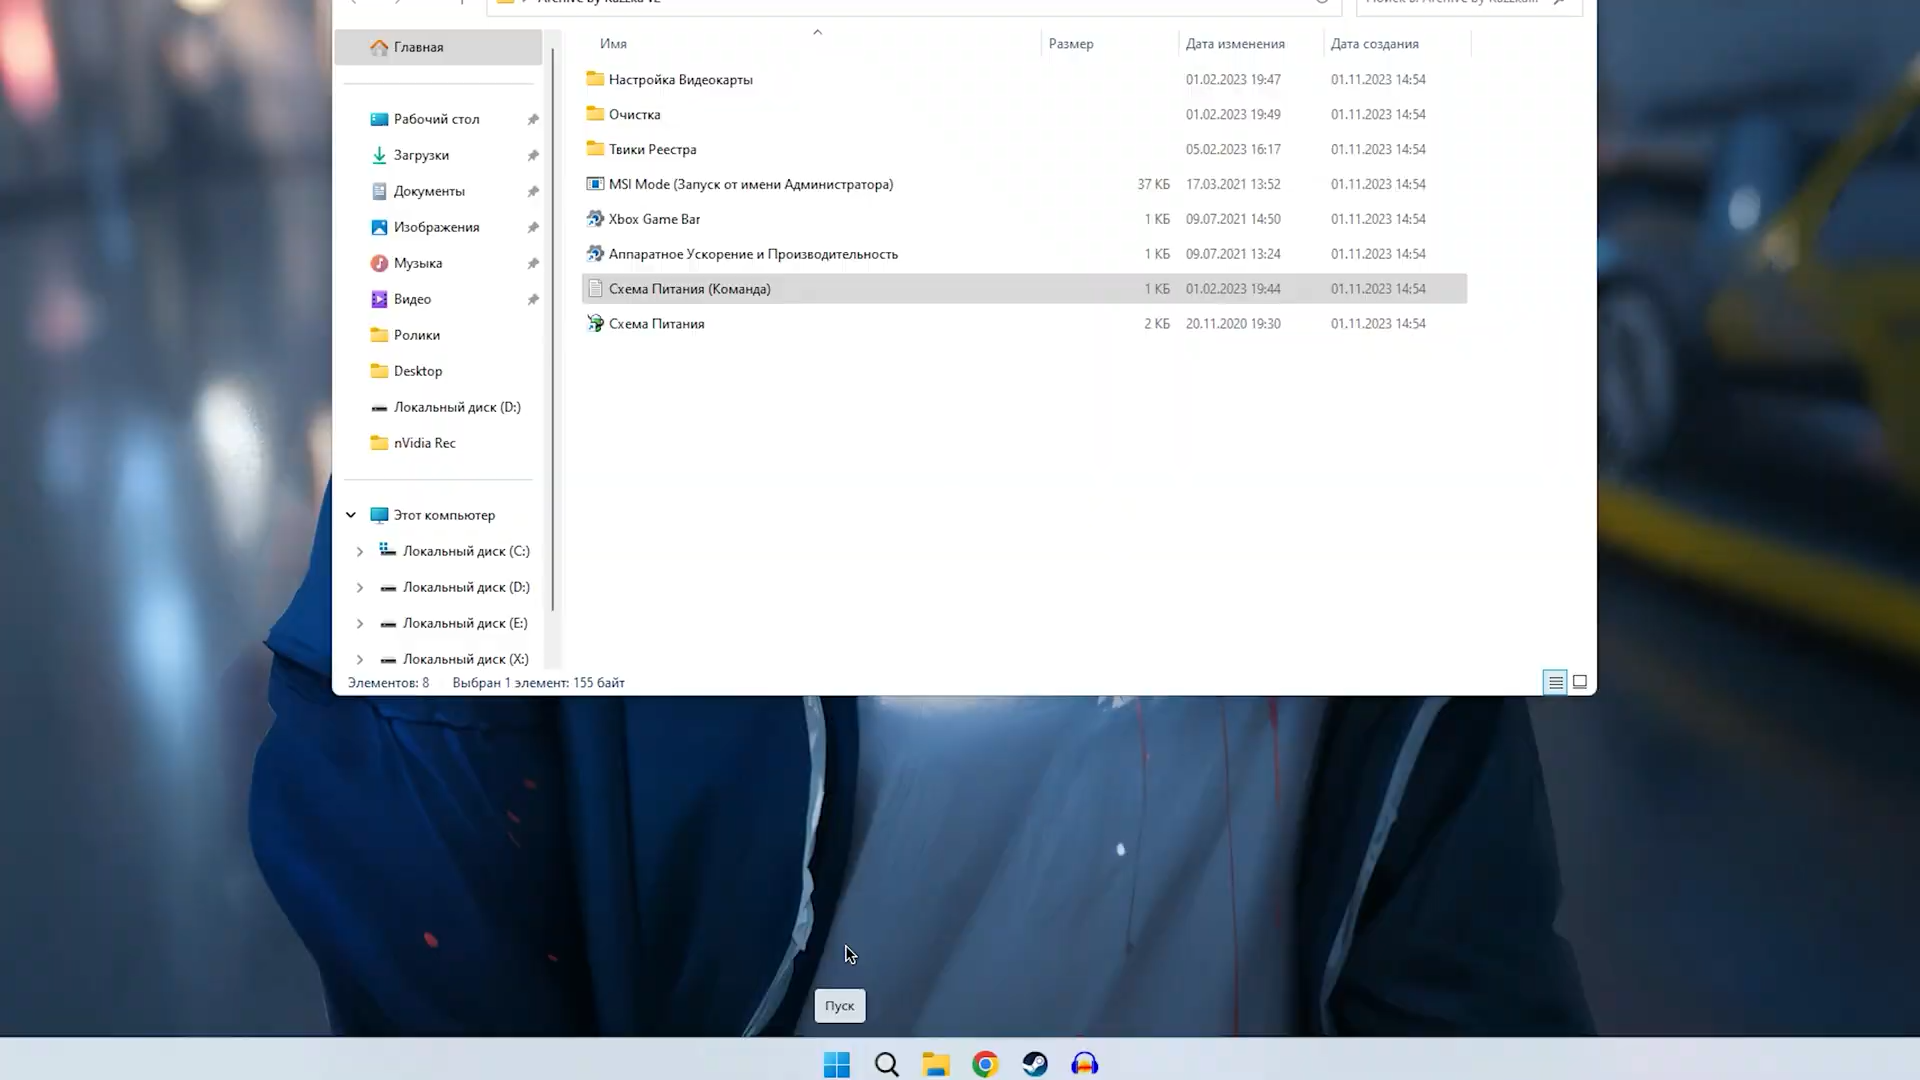 Главная
Имя
Размер
Дата изменения
Дата создания
Настройка Видеокарты
01.02.2023 19:47
01.11.2023 14:54
Очистка
01.02.2023 19:49
01.11.2023 14:54
Твики Реестра
05.02.2023 16:17
01.11.2023 14:54
MSI Mode (Запуск от имени Администратора)
37 КБ
17.03.2021 13:52
01.11.2023 14:54
Xbox Game Bar
1 КБ
09.07.2021 14:50
01.11.2023 14:54
Аппаратное Ускорение и Производительность
1 КБ
09.07.2021 13:24
01.11.2023 14:54
Схема Питания (Команда)
1 КБ
01.02.2023 19:44
01.11.2023 14:54
Схема Питания
2 КБ
20.11.2020 19:30
01.11.2023 14:54
Рабочий стол
Загрузки
Документы
Изображения
Музыка
Видео
Ролики
Desktop
Локальный диск (D:)
nVidia Rec
Этот компьютер
Локальный диск (C:)
Локальный диск (D:)
Локальный диск (E:)
Локальный диск (X:)
Элементов: 8
Выбран 1 элемент: 155 байт
Пуск